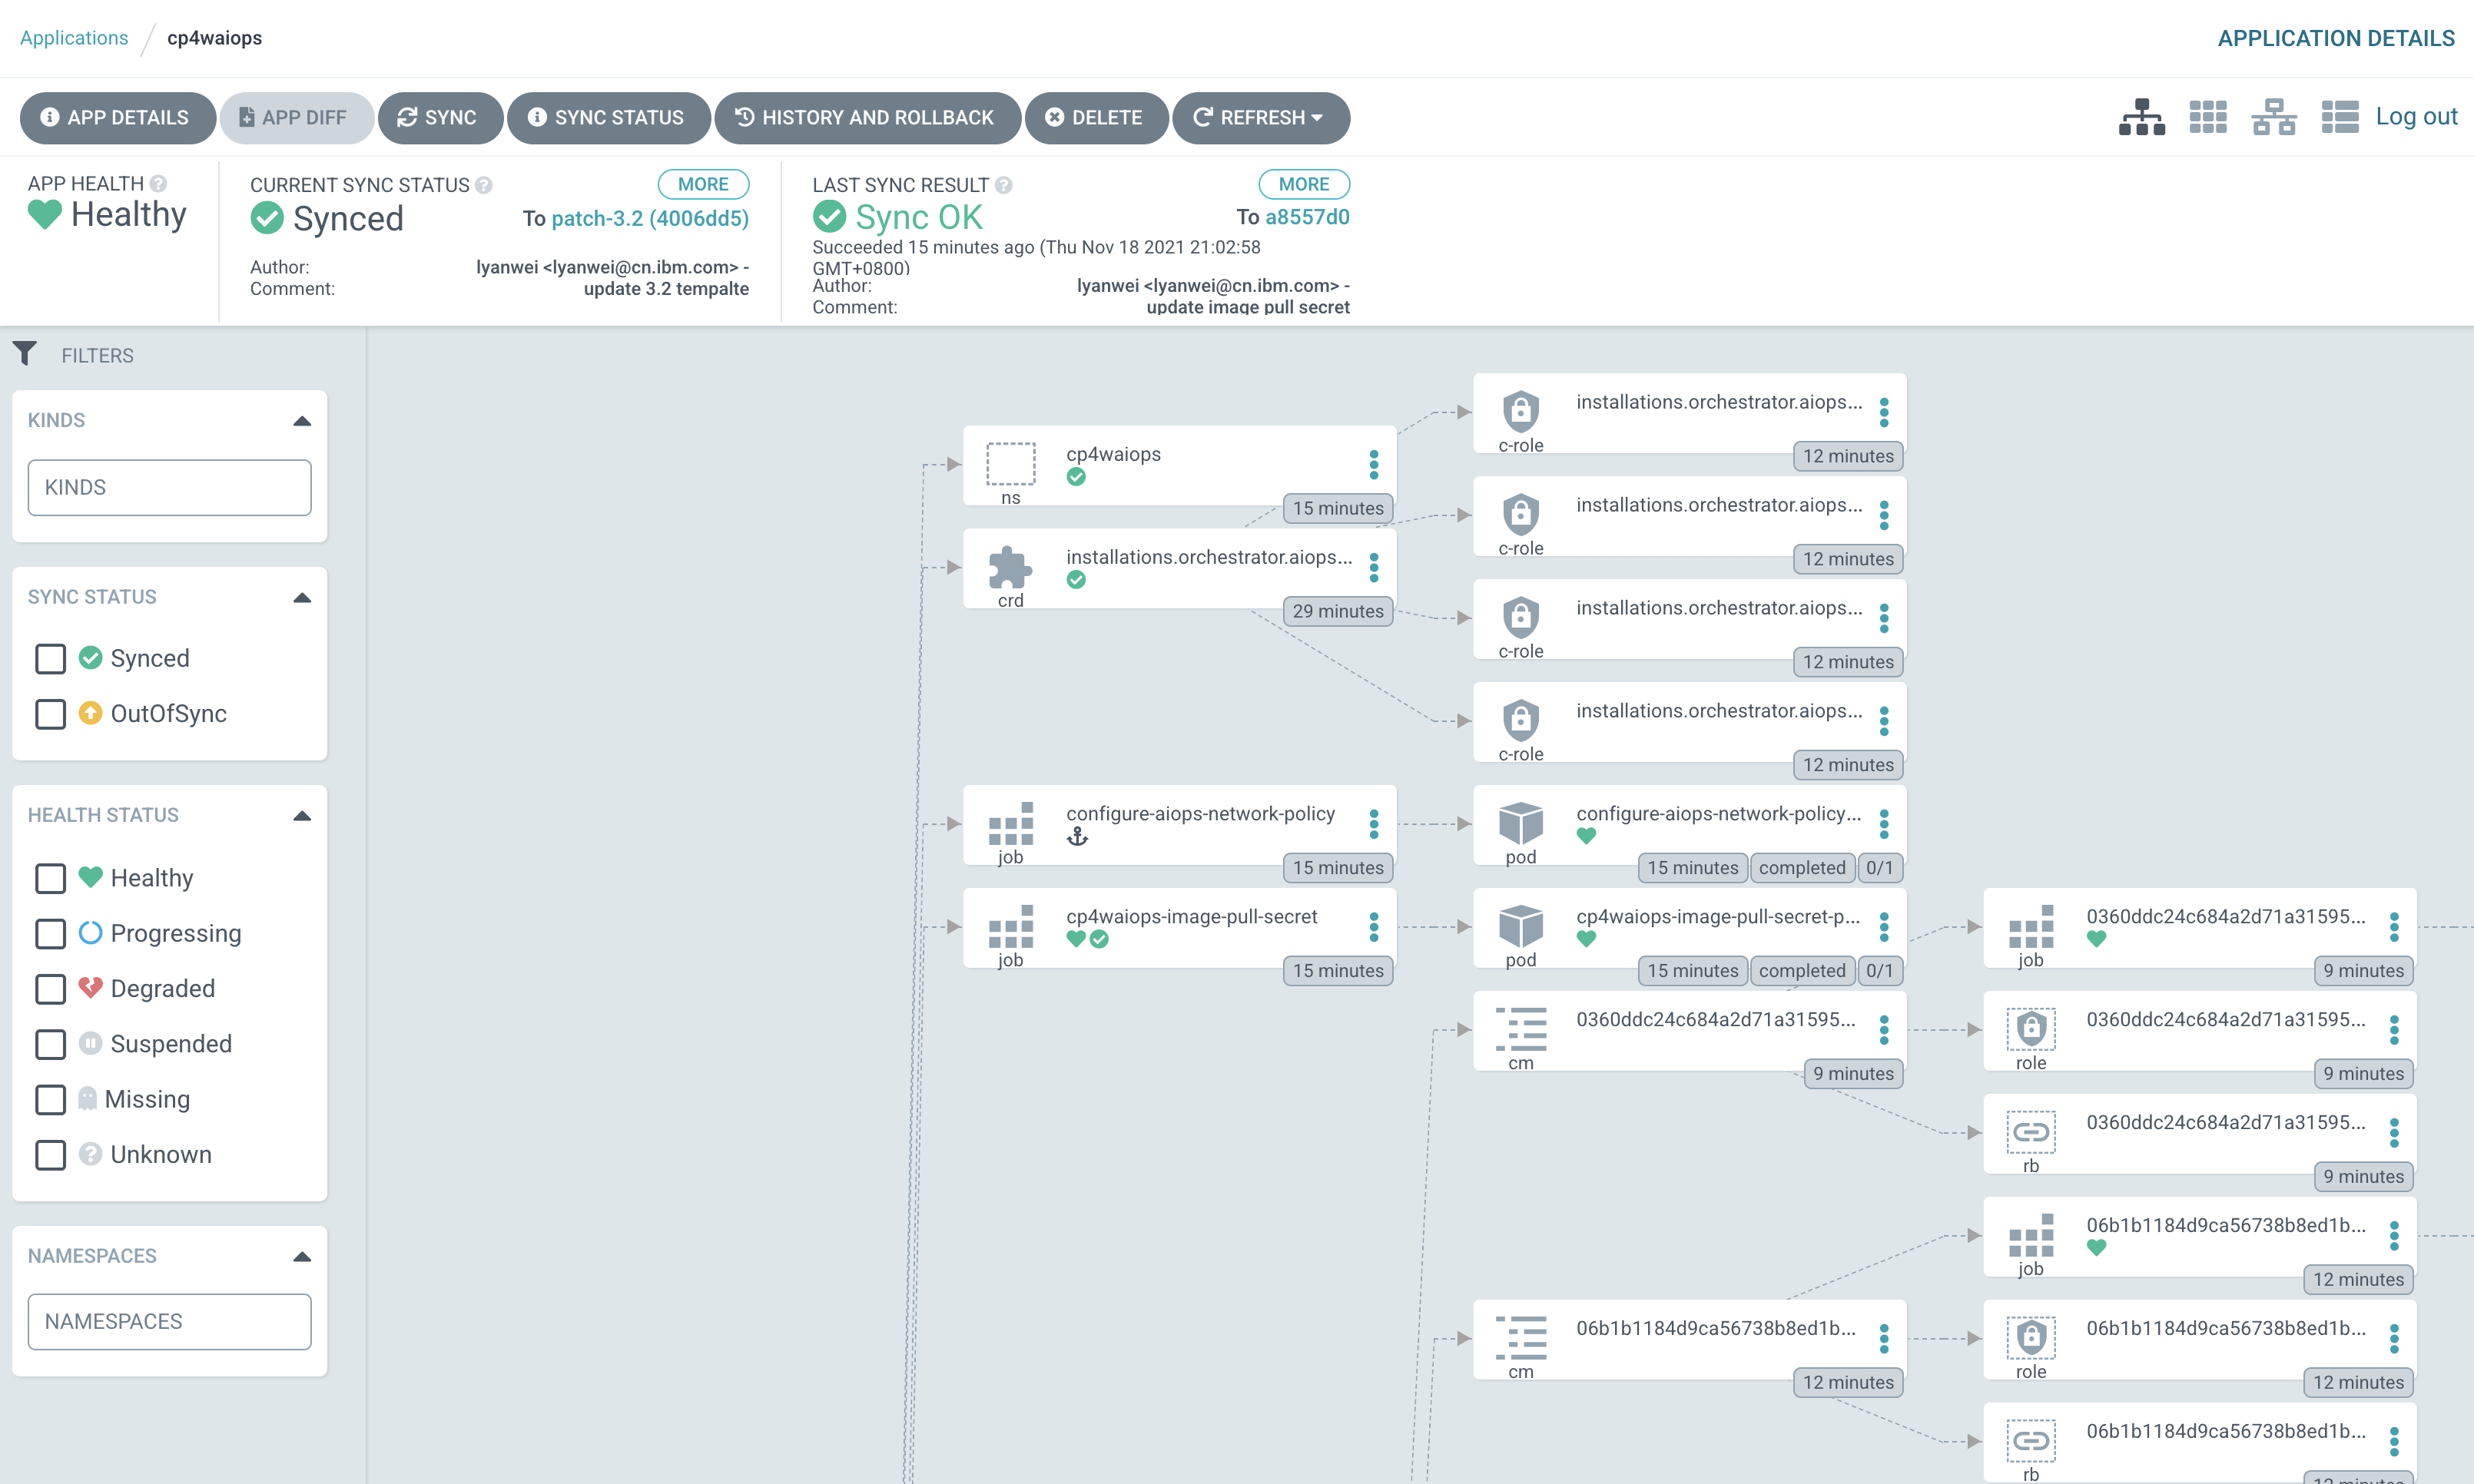 Applications / cp4waiops
APPLICATION DETAILS
APP DETAILS
APP DIFF
SYNC
SYNC STATUS
HISTORY AND ROLLBACK
DELETE
REFRESH
Log out
APP HEALTH
Healthy
CURRENT SYNC STATUS
MORE
Synced
To patch-3.2 (4006dd5)
Author: lyanwei <lyanwei@cn.ibm.com> -
Comment: update 3.2 tempalte
LAST SYNC RESULT
MORE
Sync OK
To a8557d0
Succeeded 15 minutes ago (Thu Nov 18 2021 21:02:58
GMT+0800)
Author: lyanwei <lyanwei@cn.ibm.com> -
Comment: update image pull secret
FILTERS
KINDS
KINDS
SYNC STATUS
Synced
OutOfSync
HEALTH STATUS
Healthy
Progressing
Degraded
Suspended
Missing
Unknown
NAMESPACES
NAMESPACES
cp4waiops
ns
15 minutes
installations.orchestrator.aiops...
crd
29 minutes
configure-aiops-network-policy
job
15 minutes
cp4waiops-image-pull-secret
job
15 minutes
installations.orchestrator.aiops...
c-role
12 minutes
installations.orchestrator.aiops...
c-role
12 minutes
installations.orchestrator.aiops...
c-role
12 minutes
installations.orchestrator.aiops...
c-role
12 minutes
configure-aiops-network-policy...
pod
15 minutes completed 0/1
cp4waiops-image-pull-secret-p...
pod
15 minutes completed 0/1
0360ddc24c684a2d71a31595...
cm
9 minutes
06b1b1184d9ca56738b8ed1b...
cm
12 minutes
0360ddc24c684a2d71a31595...
job
9 minutes
0360ddc24c684a2d71a31595...
role
9 minutes
0360ddc24c684a2d71a31595...
rb
9 minutes
06b1b1184d9ca56738b8ed1b...
job
12 minutes
06b1b1184d9ca56738b8ed1b...
role
12 minutes
06b1b1184d9ca56738b8ed1b...
rb
12 minutes